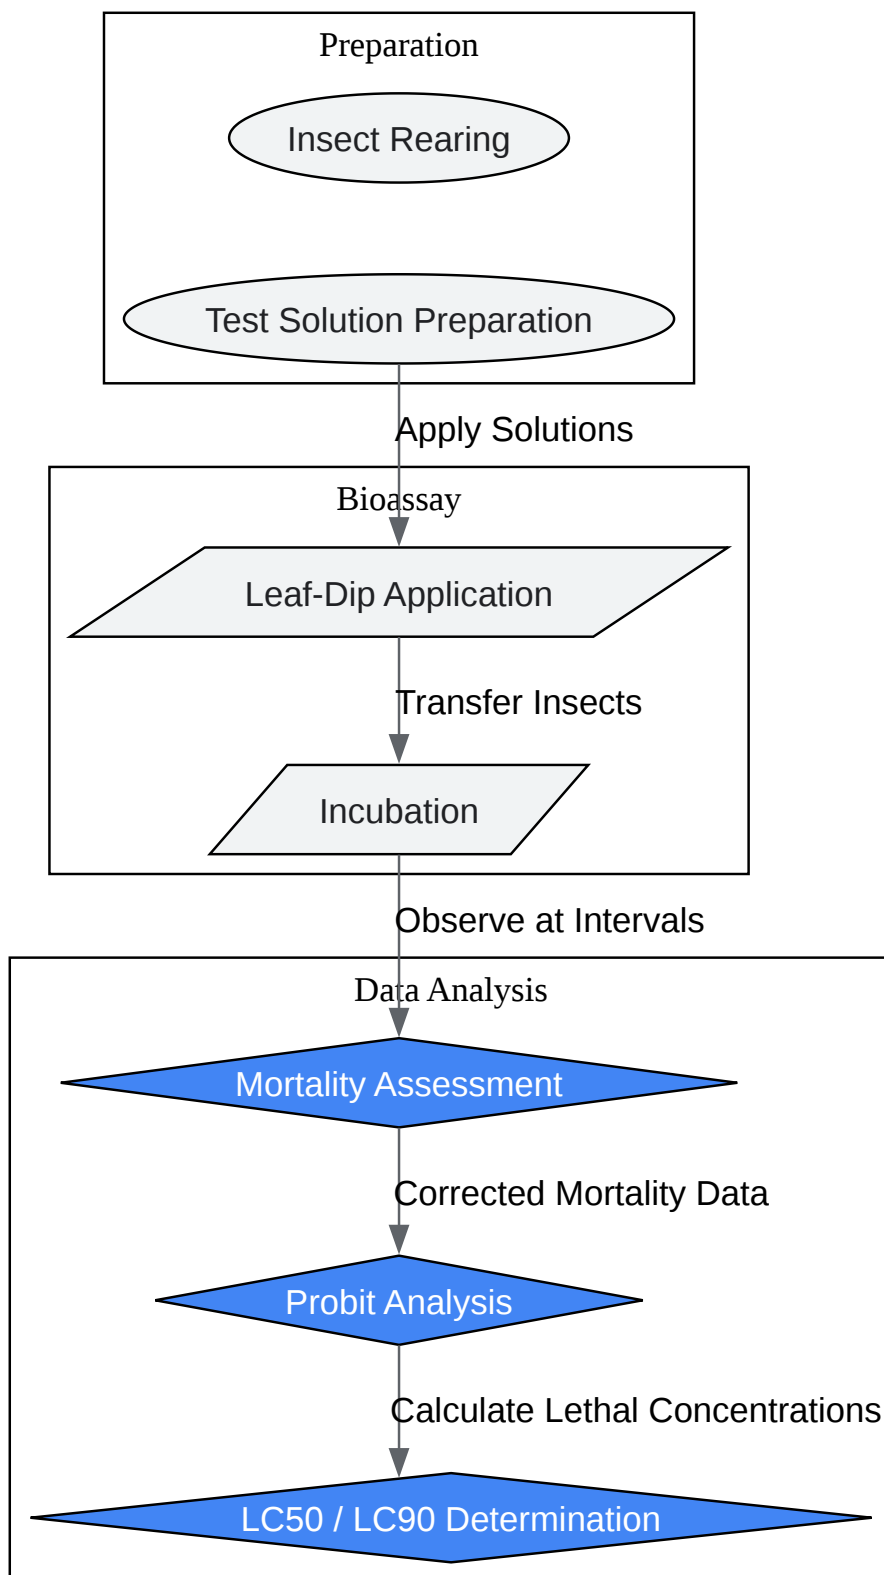 Preparation
Insect Rearing
Test Solution Preparation
Apply Solutions
Bioassay
Leaf-Dip Application
Transfer Insects
Incubation
Observe at Intervals
Data Analysis
Mortality Assessment
Corrected Mortality Data
Probit Analysis
Calculate Lethal Concentrations
LC50 / LC90 Determination